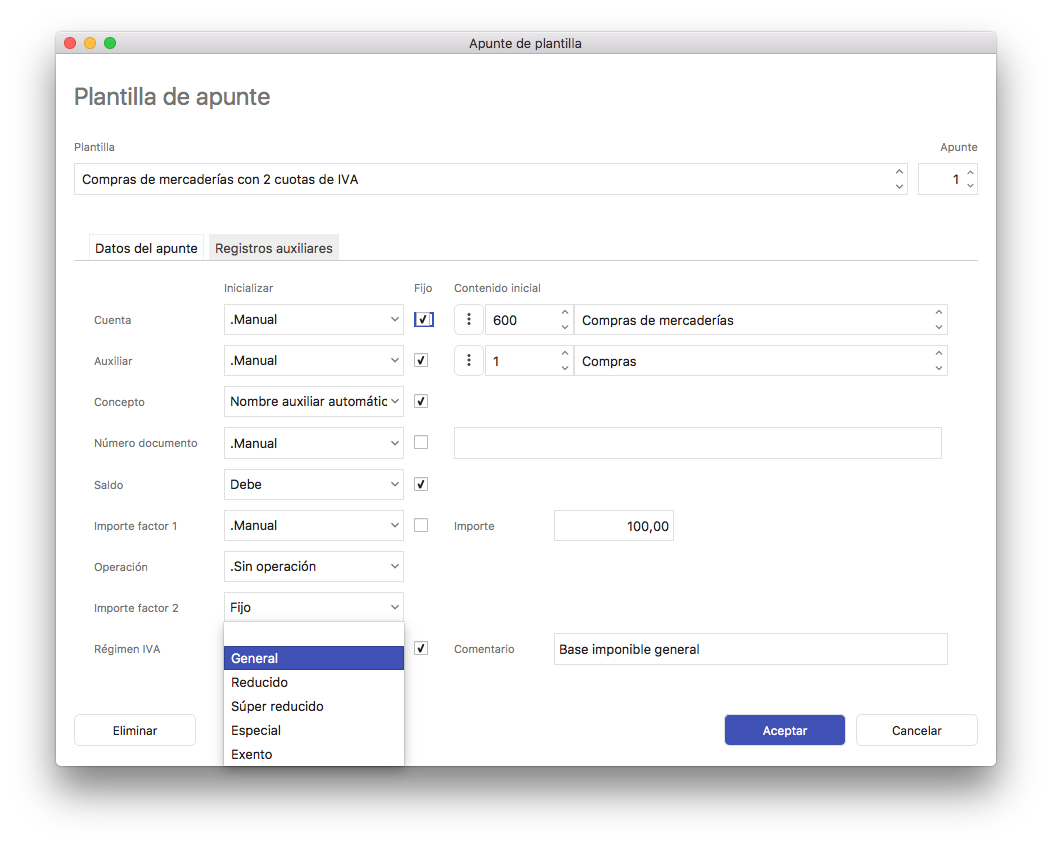 Apunte de plantilla
Plantilla de apunte
Plantilla Apunte
Compras de mercaderías con 2 cuotas de IVA 1
Datos del apunte Registros auxiliares
Inicializar Fijo Contenido inicial
Cuenta .Manual 600 Compras de mercaderías
Auxiliar .Manual 1 Compras
Concepto Nombre auxiliar automátic
Número documento .Manual
Saldo Debe
Importe factor 1 .Manual Importe 100,00
Operación .Sin operación
Importe factor 2 Fijo
Régimen IVA Comentario Base imponible general
General
Reducido
Súper reducido
Especial
Exento
Eliminar Aceptar Cancelar